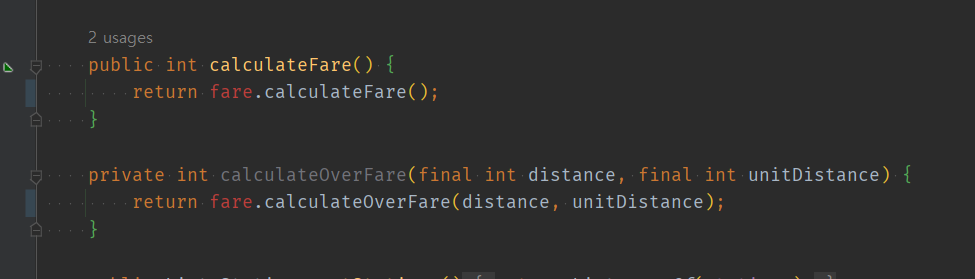 2 usages
public int calculateFare() {
return fare.calculateFare();
}
private int calculateOverFare(final int distance, final int unitDistance) {
return fare.calculateOverFare(distance, unitDistance);
}